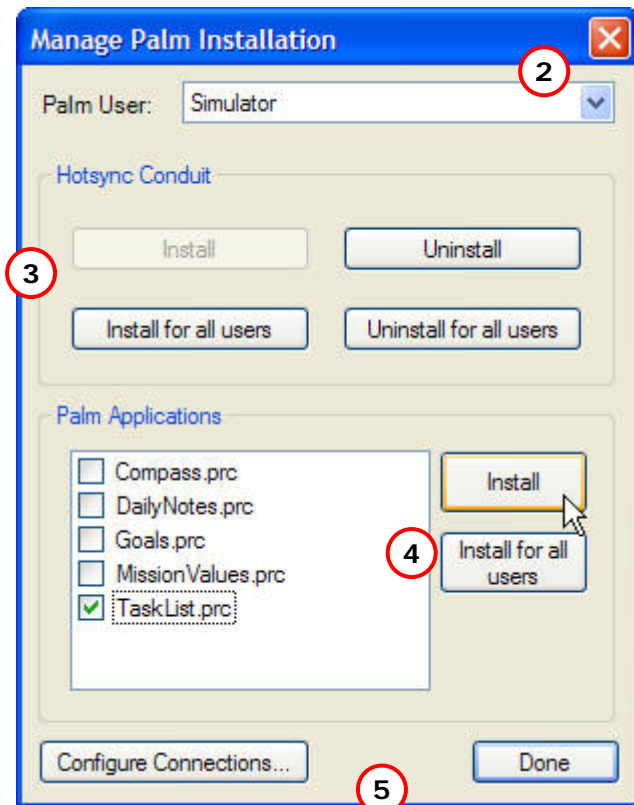 Manage Palm Installation
2
Palm User: Simulator
Hotsync Conduit
Install Uninstall
3
Install for all users Uninstall for all users
Palm Applications
Compass.prc
DailyNotes.prc
Goals.prc
MissionValues.prc
TaskList.prc
Install
4
Install for all
users
Configure Connections... Done
5